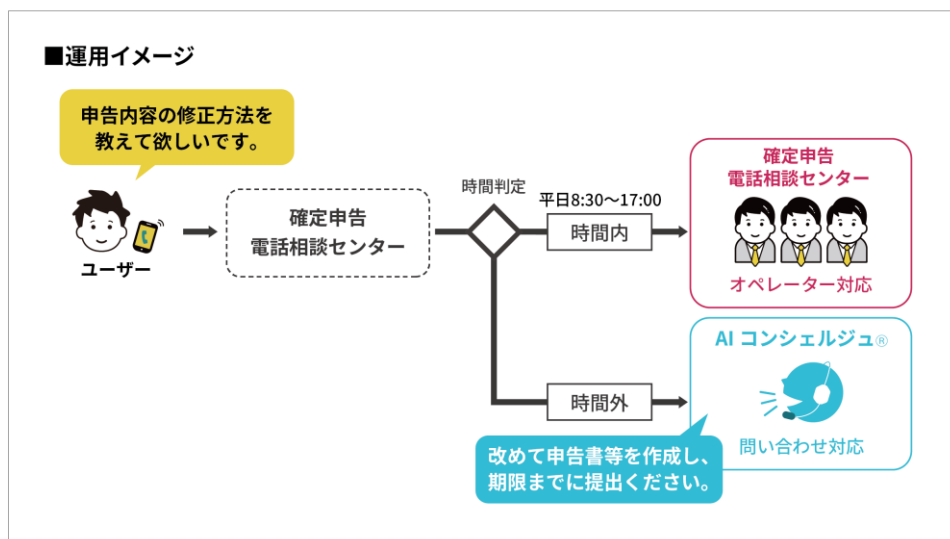 ■運用イメージ
申告内容の修正方法を
教えて欲しいです。
ユーザー
確定申告
電話相談センター
時間判定
平日8:30〜17:00
時間内
確定申告
電話相談センター
オペレーター対応
時間外
AI コンシェルジュ®
問い合わせ対応
改めて申告書等を作成し、
期限までに提出ください。